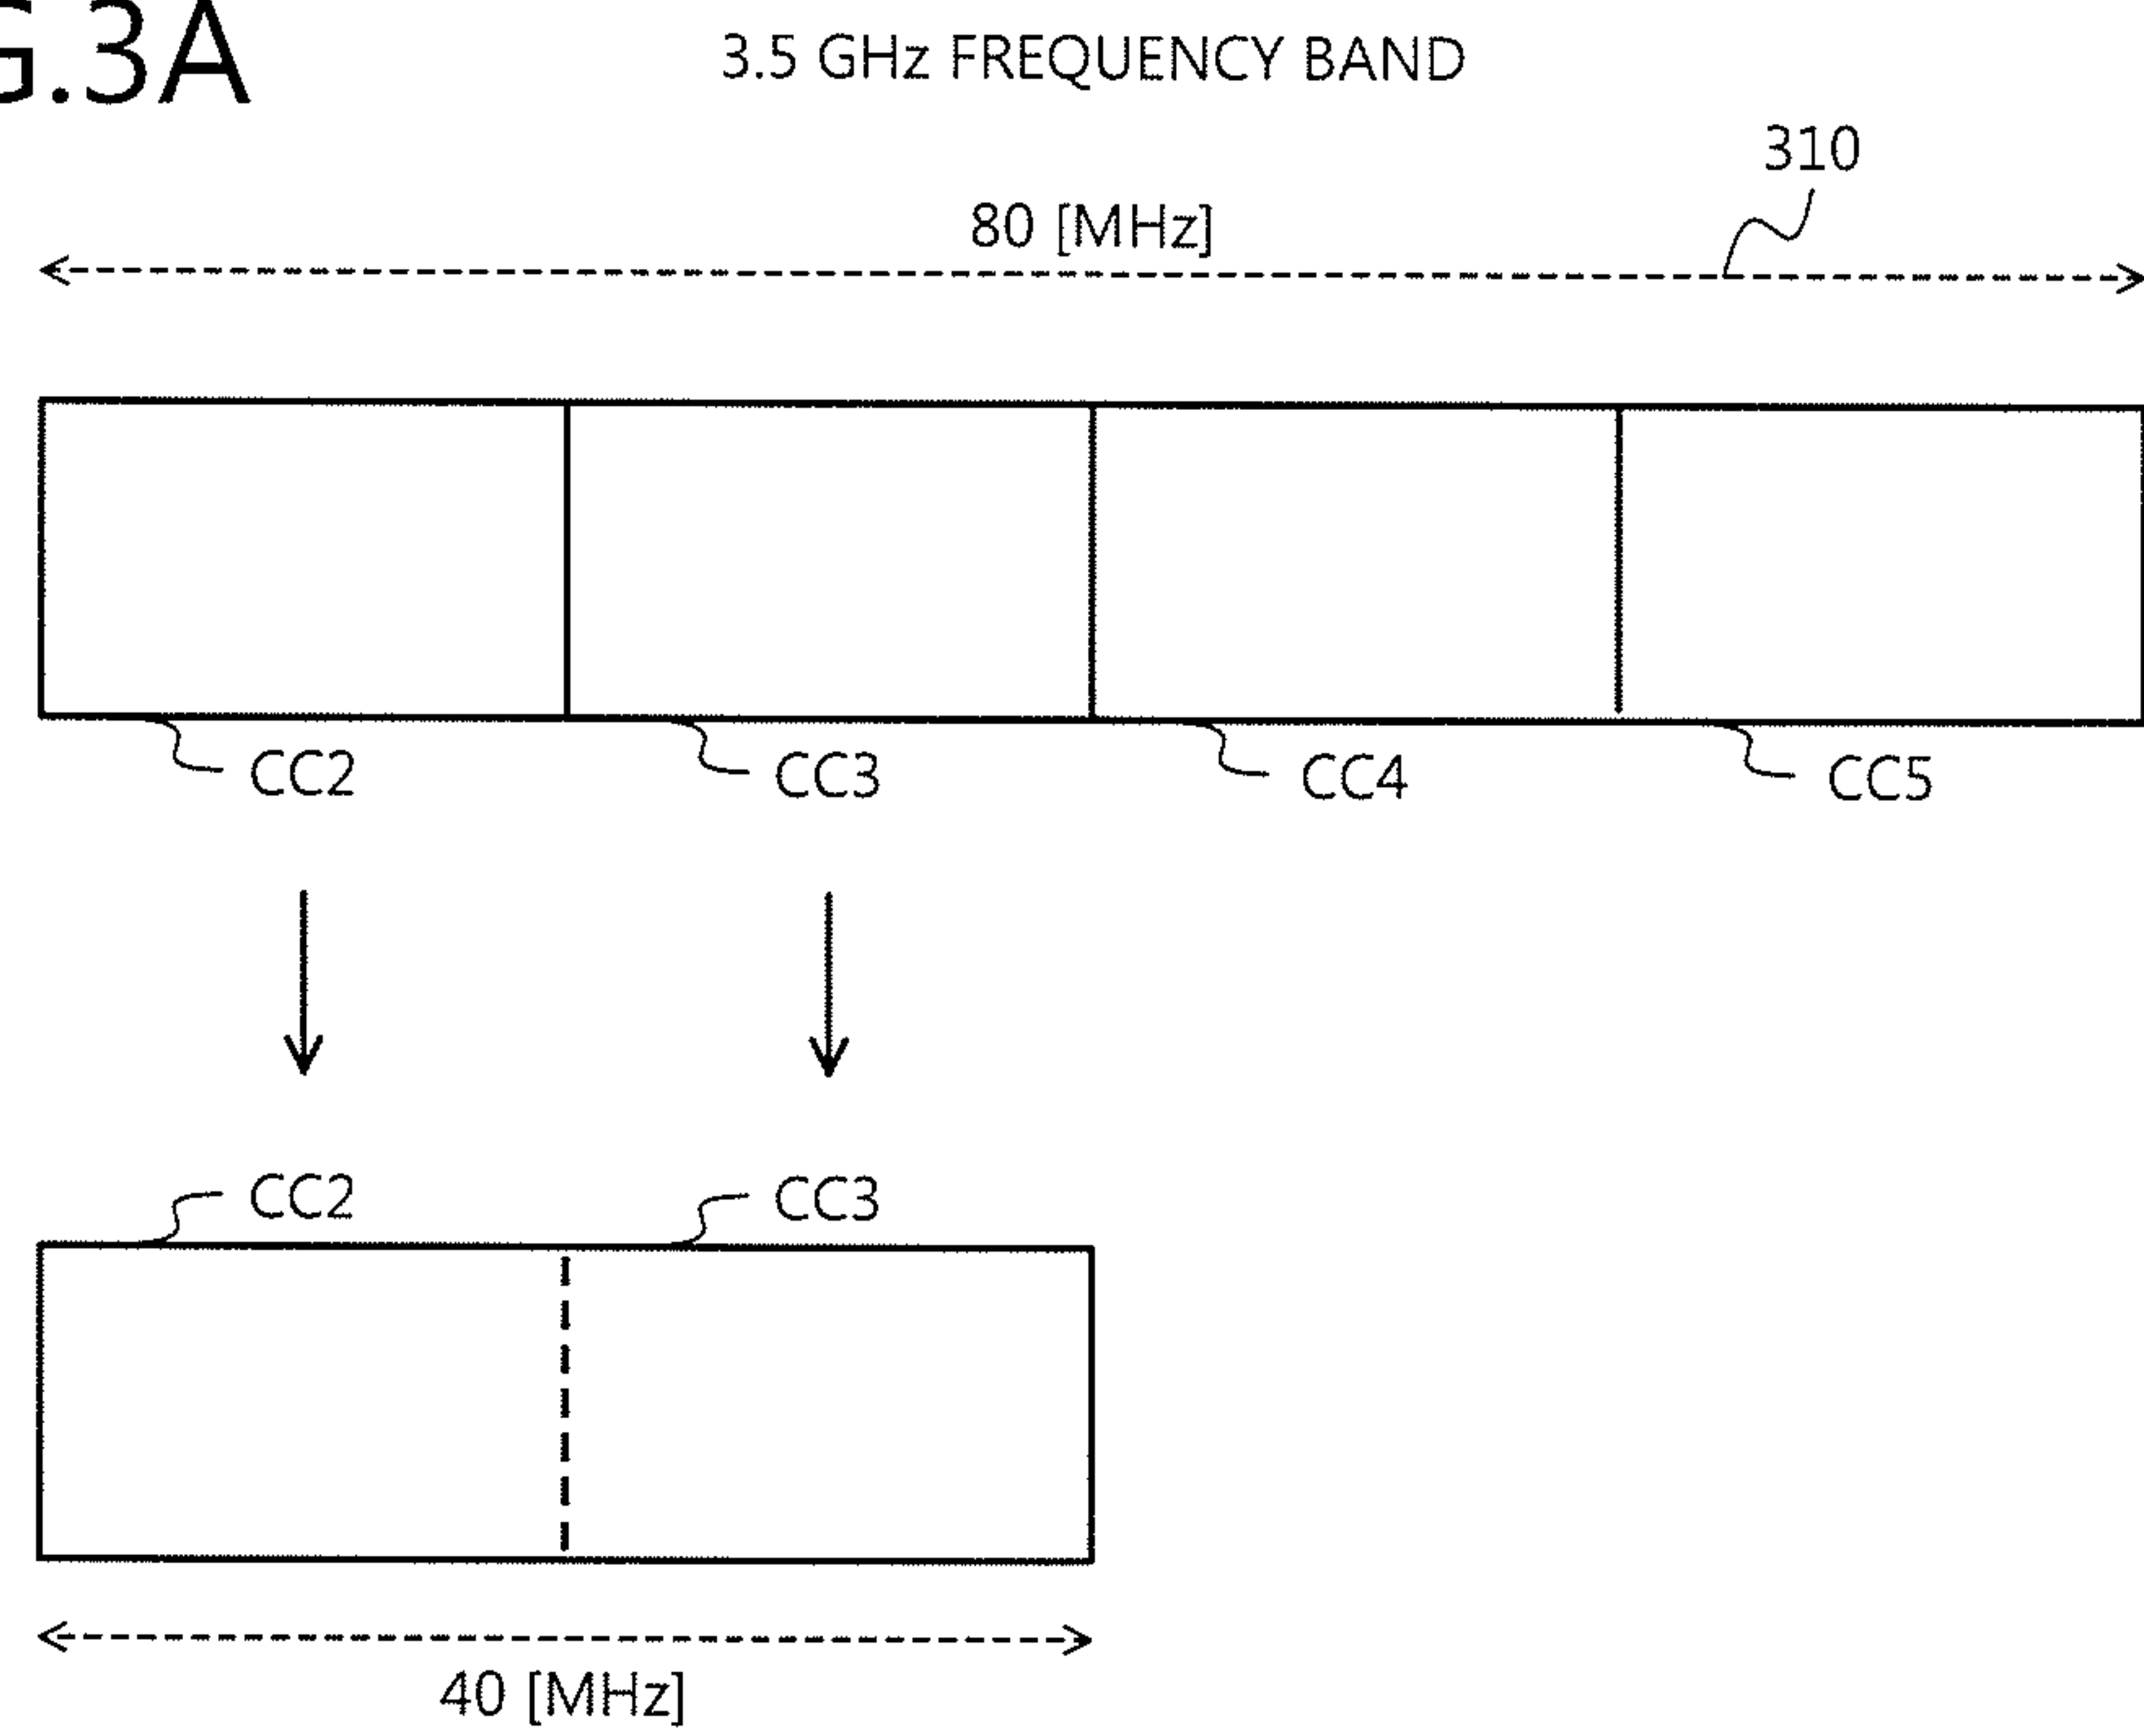 G.3A
3.5 GHz FREQUENCY BAND
310
80 [MHz]
CC2 CC3 CC4 CC5
CC2 CC3
40 [MHz]